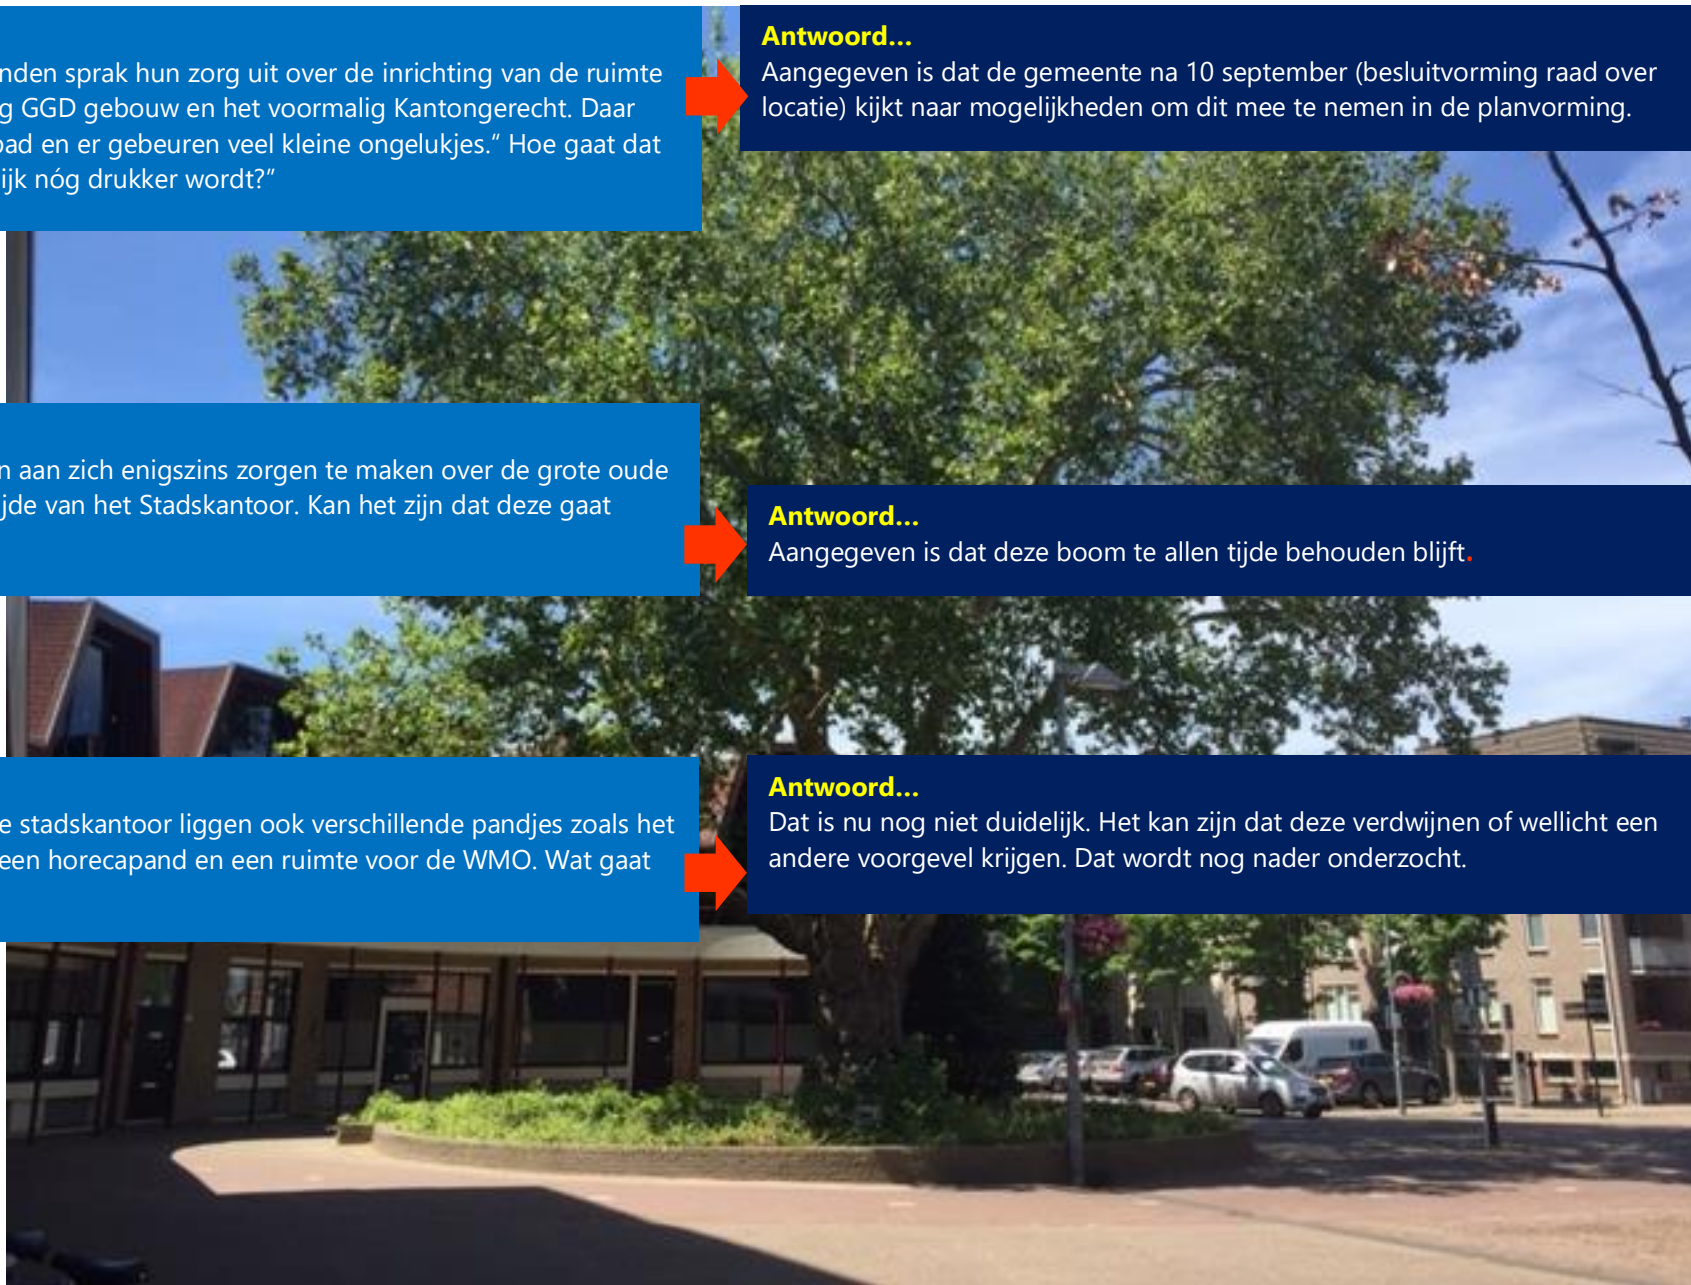 nden sprak hun zorg uit over de inrichting van de ruimte
g GGD gebouw en het voormalig Kantongerecht. Daar
pad en er gebeuren veel kleine ongelukjes.“ Hoe gaat dat
ijk nóg drukker wordt?”
Antwoord…
Aangegeven is dat de gemeente na 10 september (besluitvorming raad over
locatie) kijkt naar mogelijkheden om dit mee te nemen in de planvorming.
n aan zich enigszins zorgen te maken over de grote oude
ijde van het Stadskantoor. Kan het zijn dat deze gaat
Antwoord…
Aangegeven is dat deze boom te allen tijde behouden blijft.
e stadskantoor liggen ook verschillende pandjes zoals het
een horecapand en een ruimte voor de WMO. Wat gaat
Antwoord…
Dat is nu nog niet duidelijk. Het kan zijn dat deze verdwijnen of wellicht een
andere voorgevel krijgen. Dat wordt nog nader onderzocht.